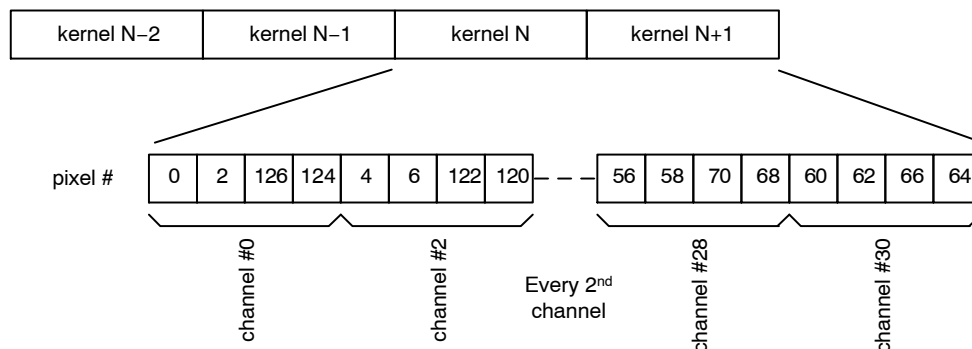 kernel N−2 kernel N−1 kernel N kernel N+1
pixel # 0 2 126 124 4 6 122 120 56 58 70 68 60 62 66 64
channel #0
channel #2
Every 2nd
channel
channel #28
channel #30